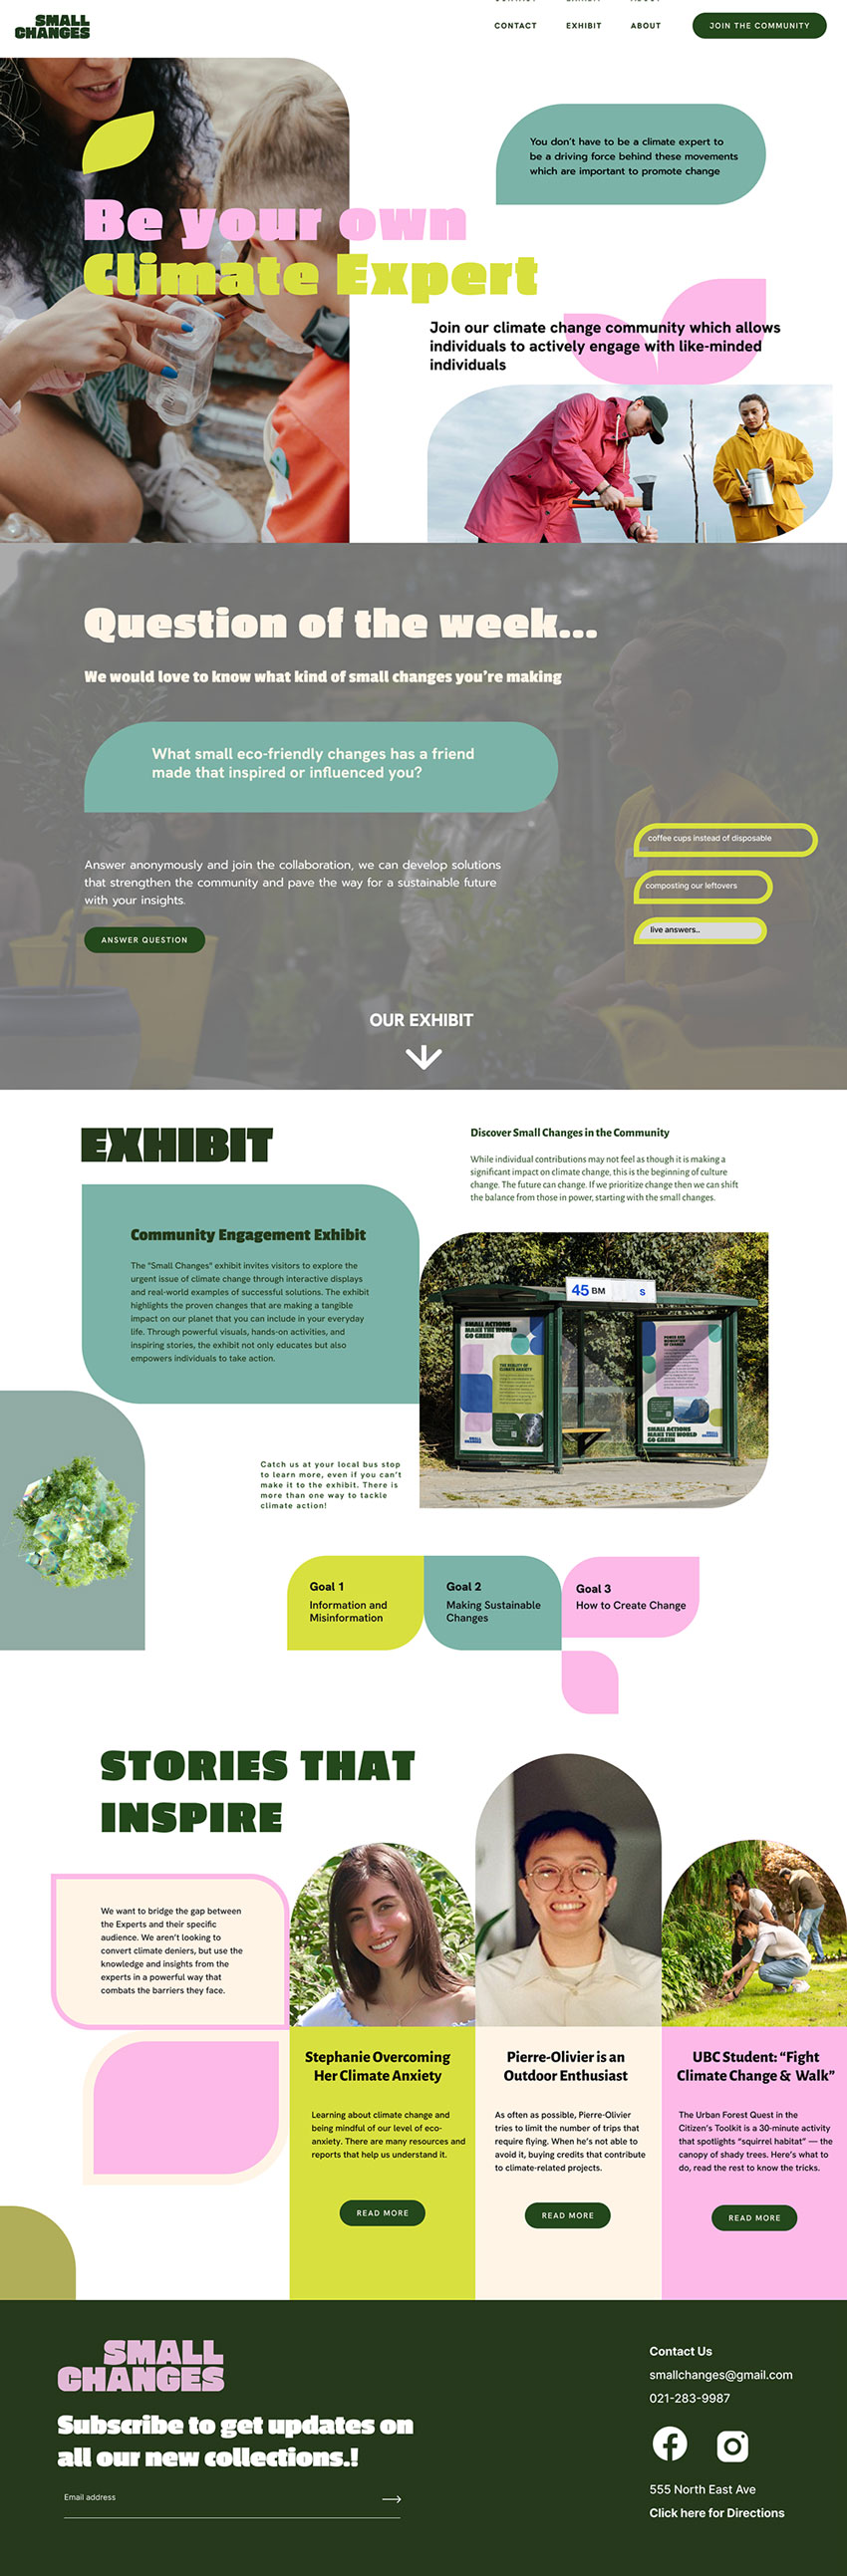 SMALL
CHANGES
CONTACT EXHIBIT ABOUT JOIN THE COMMUNITY
You don't have to be a climate expert to
be a driving force behind these movements
which are important to promote change
Be your own
Climate Expert
Join our climate change community which allows
individuals to actively engage with like-minded
individuals
Question of the week...
We would love to know what kind of small changes you're making
What small eco-friendly changes has a friend
made that inspired or influenced you?
coffee cups instead of disposable
composting our leftovers
live answers..
Answer anonymously and join the collaboration, we can develop solutions
that strengthen the community and pave the way for a sustainable future
with your insights.
ANSWER QUESTION
OUR EXHIBIT
EXHIBIT
Discover Small Changes in the Community
While individual contributions may not feel as though it is making a
significant impact on climate change, this is the beginning of culture
change. The future can change. If we prioritize change then we can shift
the balance from those in power, starting with the small changes.
Community Engagement Exhibit
The "Small Changes" exhibit invites visitors to explore the
urgent issue of climate change through interactive displays
and real-world examples of successful solutions. The exhibit
highlights the proven changes that are making a tangible
impact on our planet that you can include in your everyday
life. Through powerful visuals, hands-on activities, and
inspiring stories, the exhibit not only educates but also
empowers individuals to take action.
45 BM S
SMALL ACTIONS
MAKE THE WORLD
GO GREEN
THE REALITY OF
CLIMATE ANXIETY
SMALL ACTIONS
MAKE THE WORLD
GO GREEN
Catch us at your local bus stop
to learn more, even if you can't
make it to the exhibit. There is
more than one way to tackle
climate action!
Goal 1
Information and
Misinformation
Goal 2
Making Sustainable
Changes
Goal 3
How to Create Change
STORIES THAT
INSPIRE
We want to bridge the gap between
the Experts and their specific
audience. We aren't looking to
convert climate deniers, but use the
knowledge and insights from the
experts in a powerful way that
combats the barriers they face.
Stephanie Overcoming
Her Climate Anxiety
Learning about climate change and
being mindful of our level of eco-
anxiety. There are many resources and
reports that help us understand it.
READ MORE
Pierre-Olivier is an
Outdoor Enthusiast
As often as possible, Pierre-Olivier
tries to limit the number of trips that
require flying. When he's not able to
avoid it, buying credits that contribute
to climate-related projects.
READ MORE
UBC Student: “Fight
Climate Change & Walk”
The Urban Forest Quest in the
Citizen's Toolkit is a 30-minute activity
that spotlights “squirrel habitat” — the
canopy of shady trees. Here's what to
do, read the rest to know the tricks.
READ MORE
SMALL
CHANGES
Subscribe to get updates on
all our new collections.!
Email address
Contact Us
smallchanges@gmail.com
021-283-9987
555 North East Ave
Click here for Directions